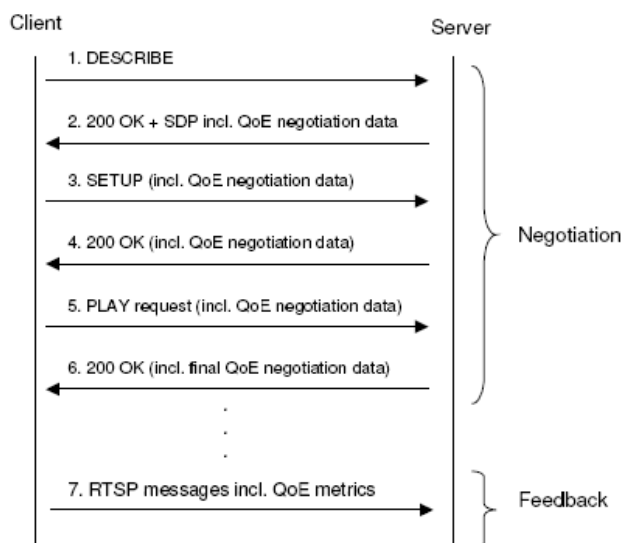 Client
Server
1. DESCRIBE
2. 200 OK + SDP incl. QoE negotiation data
3. SETUP (incl. QoE negotiation data)
4. 200 OK (incl. QoE negotiation data)
Negotiation
5. PLAY request (incl. QoE negotiation data)
6. 200 OK (incl. final QoE negotiation data)
.
.
.
7. RTSP messages incl. QoE metrics
Feedback